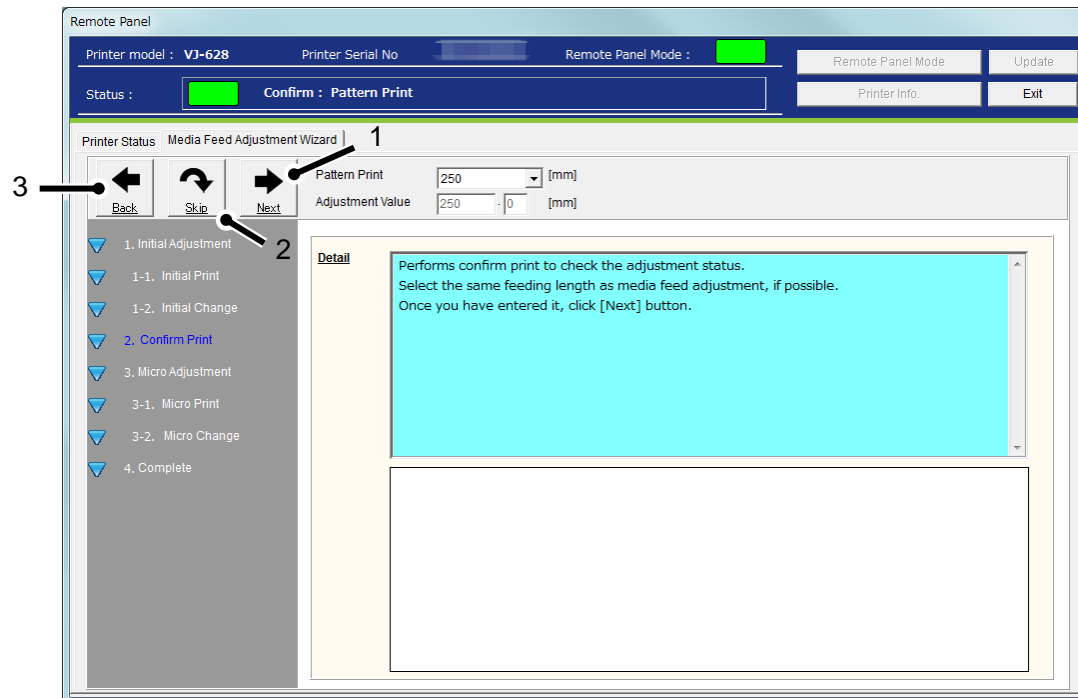 Remote Panel
Printer model : VJ-628 Printer Serial No Remote Panel Mode :
Remote Panel Mode Update
Status : Confirm : Pattern Print
Printer Info. Exit
Printer Status Media Feed Adjustment Wizard
1
3
Back Skip Next
2
Pattern Print 250 [mm]
Adjustment Value 250 . 0 [mm]
1. Initial Adjustment
1-1. Initial Print
1-2. Initial Change
2. Confirm Print
3. Micro Adjustment
3-1. Micro Print
3-2. Micro Change
4. Complete
Detail
Performs confirm print to check the adjustment status.
Select the same feeding length as media feed adjustment, if possible.
Once you have entered it, click [Next] button.